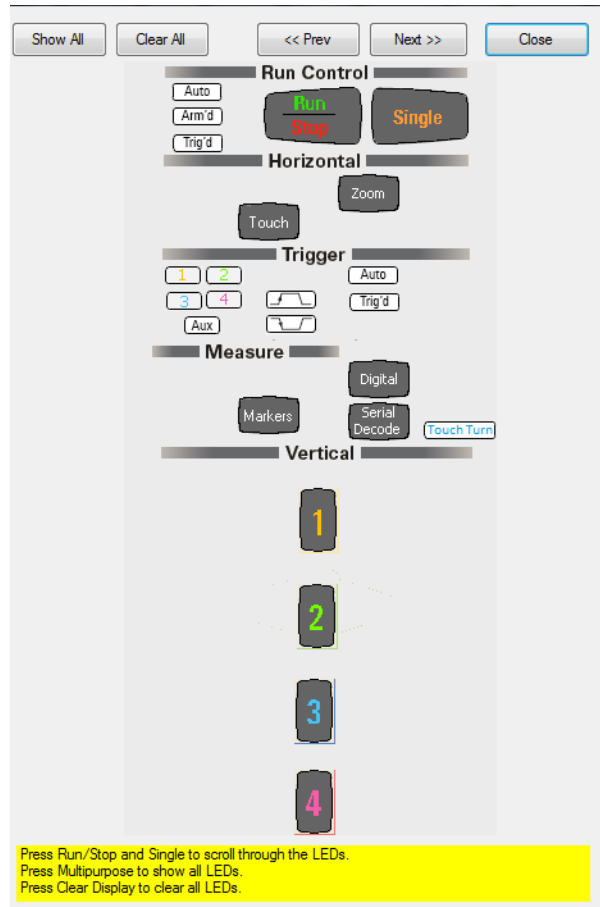 Show All Clear All << Prev Next >> Close
Run Control
Auto
Run
Arm'd
Single
Stop
Trig'd
Horizontal
Zoom
Touch
Trigger
1 2 Auto
3 4 Trig'd
Aux
Measure
Digital
Markers
Serial
Decode
Touch Turn
Vertical
1
2
3
4
Press Run/Stop and Single to scroll through the LEDs.
Press Multipurpose to show all LEDs.
Press Clear Display to clear all LEDs.